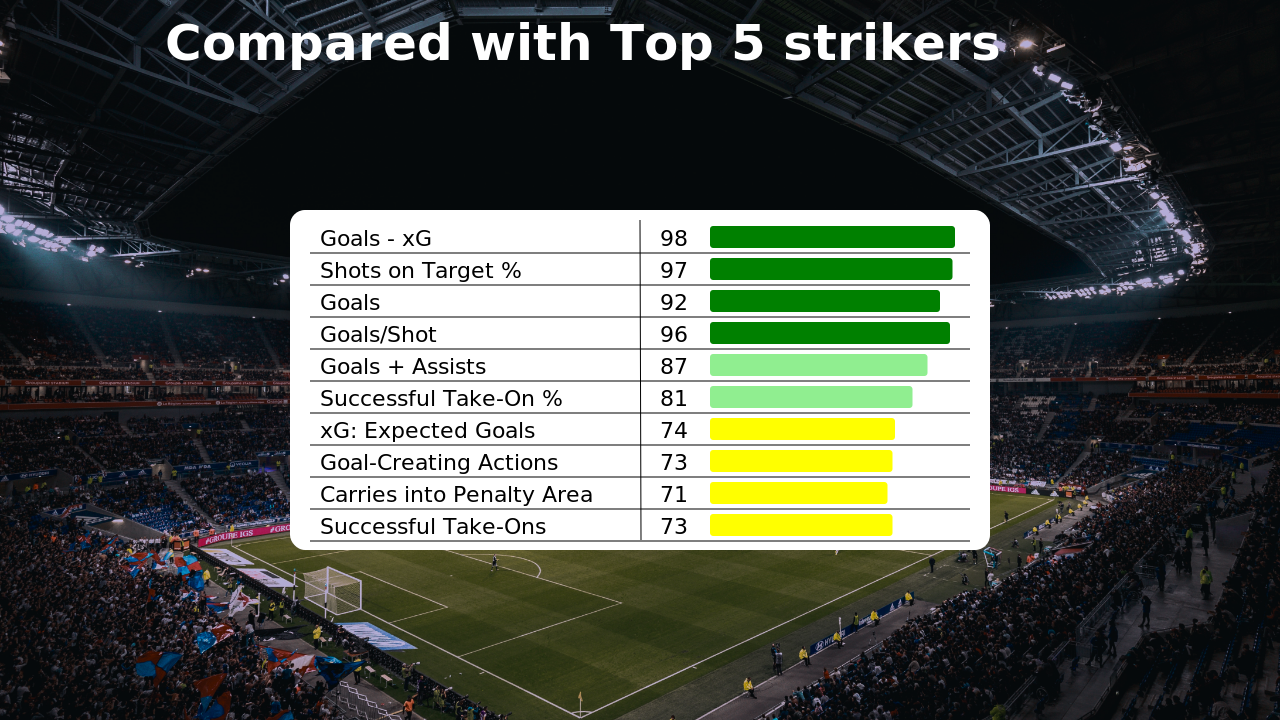 Compared with Top 5 strikers
Goals - xG 98
Shots on Target % 97
Goals 92
Goals/Shot 96
Goals + Assists 87
Successful Take-On % 81
xG: Expected Goals 74
Goal-Creating Actions 73
Carries into Penalty Area 71
Successful Take-Ons 73
#GROUPE IGS